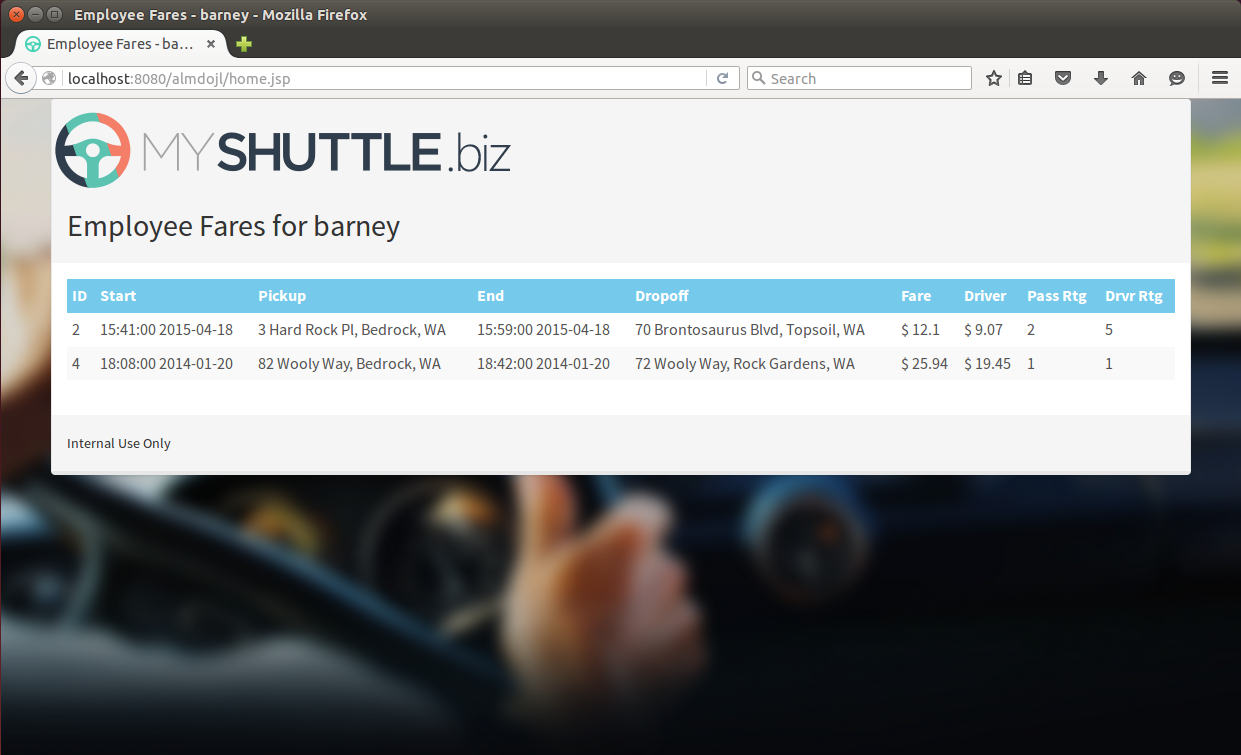 Employee Fares - barney - Mozilla Firefox
Employee Fares - ba...
localhost:8080/almdojl/home.jsp
Search
MYSHUTTLE.biz
Employee Fares for barney
ID Start Pickup End Dropoff Fare Driver Pass Rtg Drvr Rtg
2 15:41:00 2015-04-18 3 Hard Rock Pl, Bedrock, WA 15:59:00 2015-04-18 70 Brontosaurus Blvd, Topsoil, WA $ 12.1 $ 9.07 2 5
4 18:08:00 2014-01-20 82 Wooly Way, Bedrock, WA 18:42:00 2014-01-20 72 Wooly Way, Rock Gardens, WA $ 25.94 $ 19.45 1 1
Internal Use Only